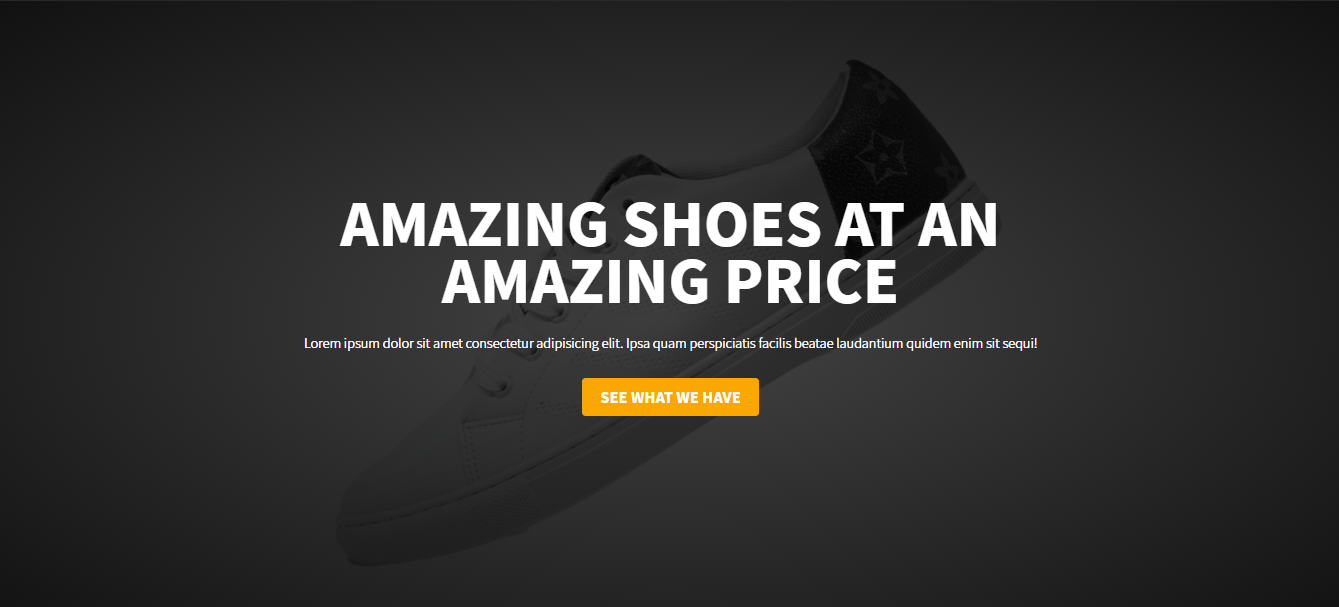 AMAZING SHOES AT AN
AMAZING PRICE
Lorem ipsum dolor sit amet consectetur adipisicing elit. Ipsa quam perspiciatis facilis beatae laudantium quidem enim sit sequi!
SEE WHAT WE HAVE